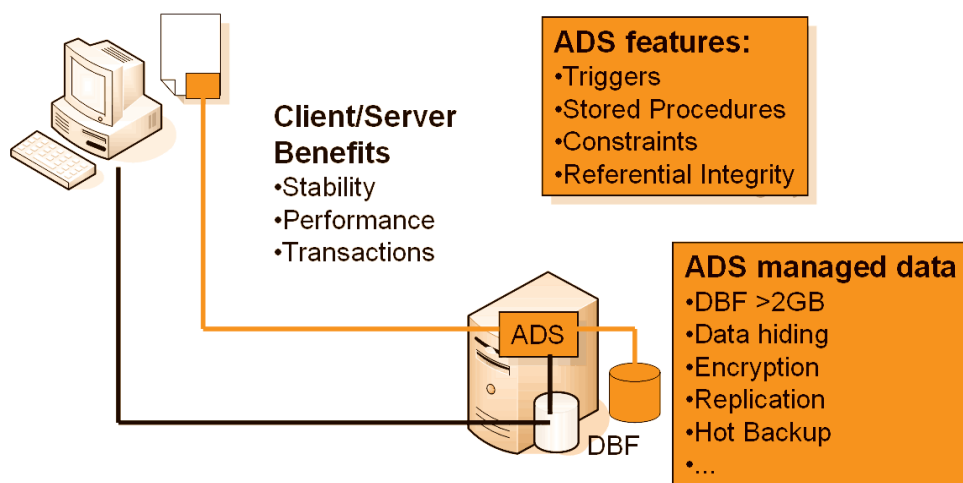 ADS features:
•Triggers
•Stored Procedures
•Constraints
•Referential Integrity
Client/Server
Benefits
•Stability
•Performance
•Transactions
ADS managed data
•DBF >2GB
•Data hiding
•Encryption
•Replication
•Hot Backup
•...
ADS
DBF